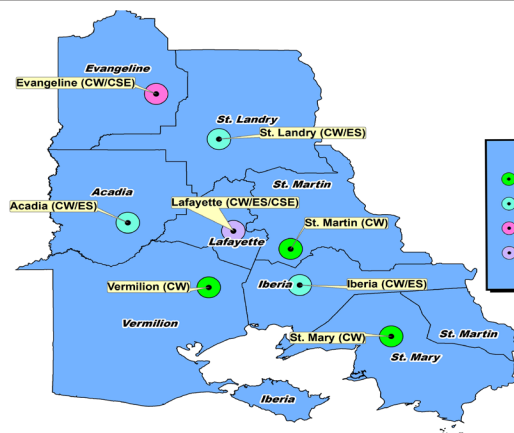 Evangeline
Evangeline (CW/CSE)
St. Landry
St. Landry (CW/ES)
Acadia
St. Martin
Acadia (CW/ES)
Lafayette (CW/ES/CSE)
St. Martin (CW)
Lafayette
Vermilion (CW)
Iberia
Iberia (CW/ES)
Vermilion
St. Mary (CW)
St. Martin
St. Mary
Iberia